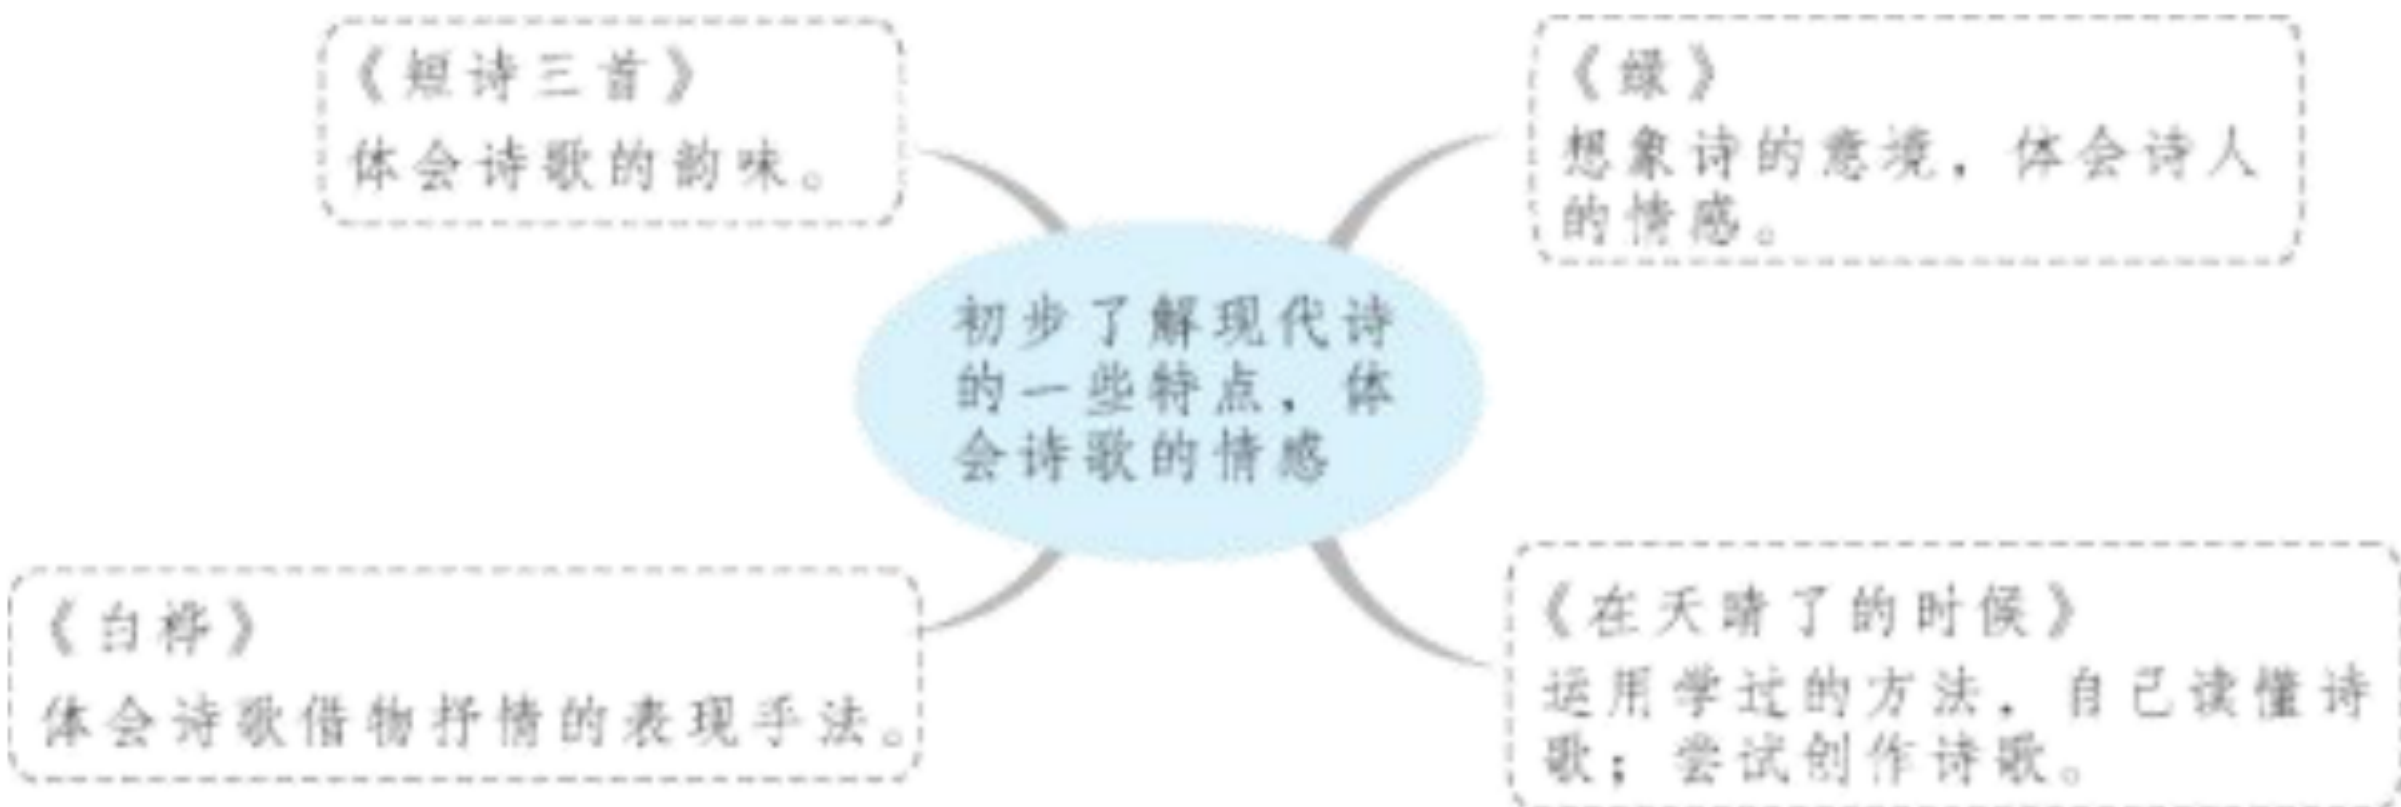 《短诗三首》
体会诗歌的韵味。
《绿》
想象诗的意境，体会诗人
的情感。
初步了解现代诗
的一些特点，体
会诗歌的情感
《白桦》
体会诗歌借物抒情的表现手法。
《在天晴了的时候》
运用学过的方法，自己读懂诗
歌；尝试创作诗歌。